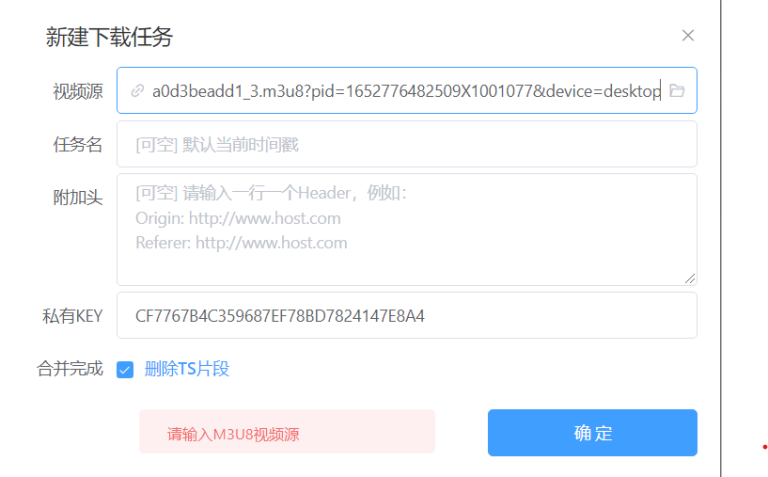 新建下载任务
视频源 a0d3beadd1_3.m3u8?pid=1652776482509X1001077&device=desktop
任务名 [可空] 默认当前时间戳
附加头 [可空] 请输入一行一个Header，例如：
Origin: http://www.host.com
Referer: http://www.host.com
私有KEY CF7767B4C359687EF78BD7824147E8A4
合并完成 删除TS片段
请输入M3U8视频源 确定